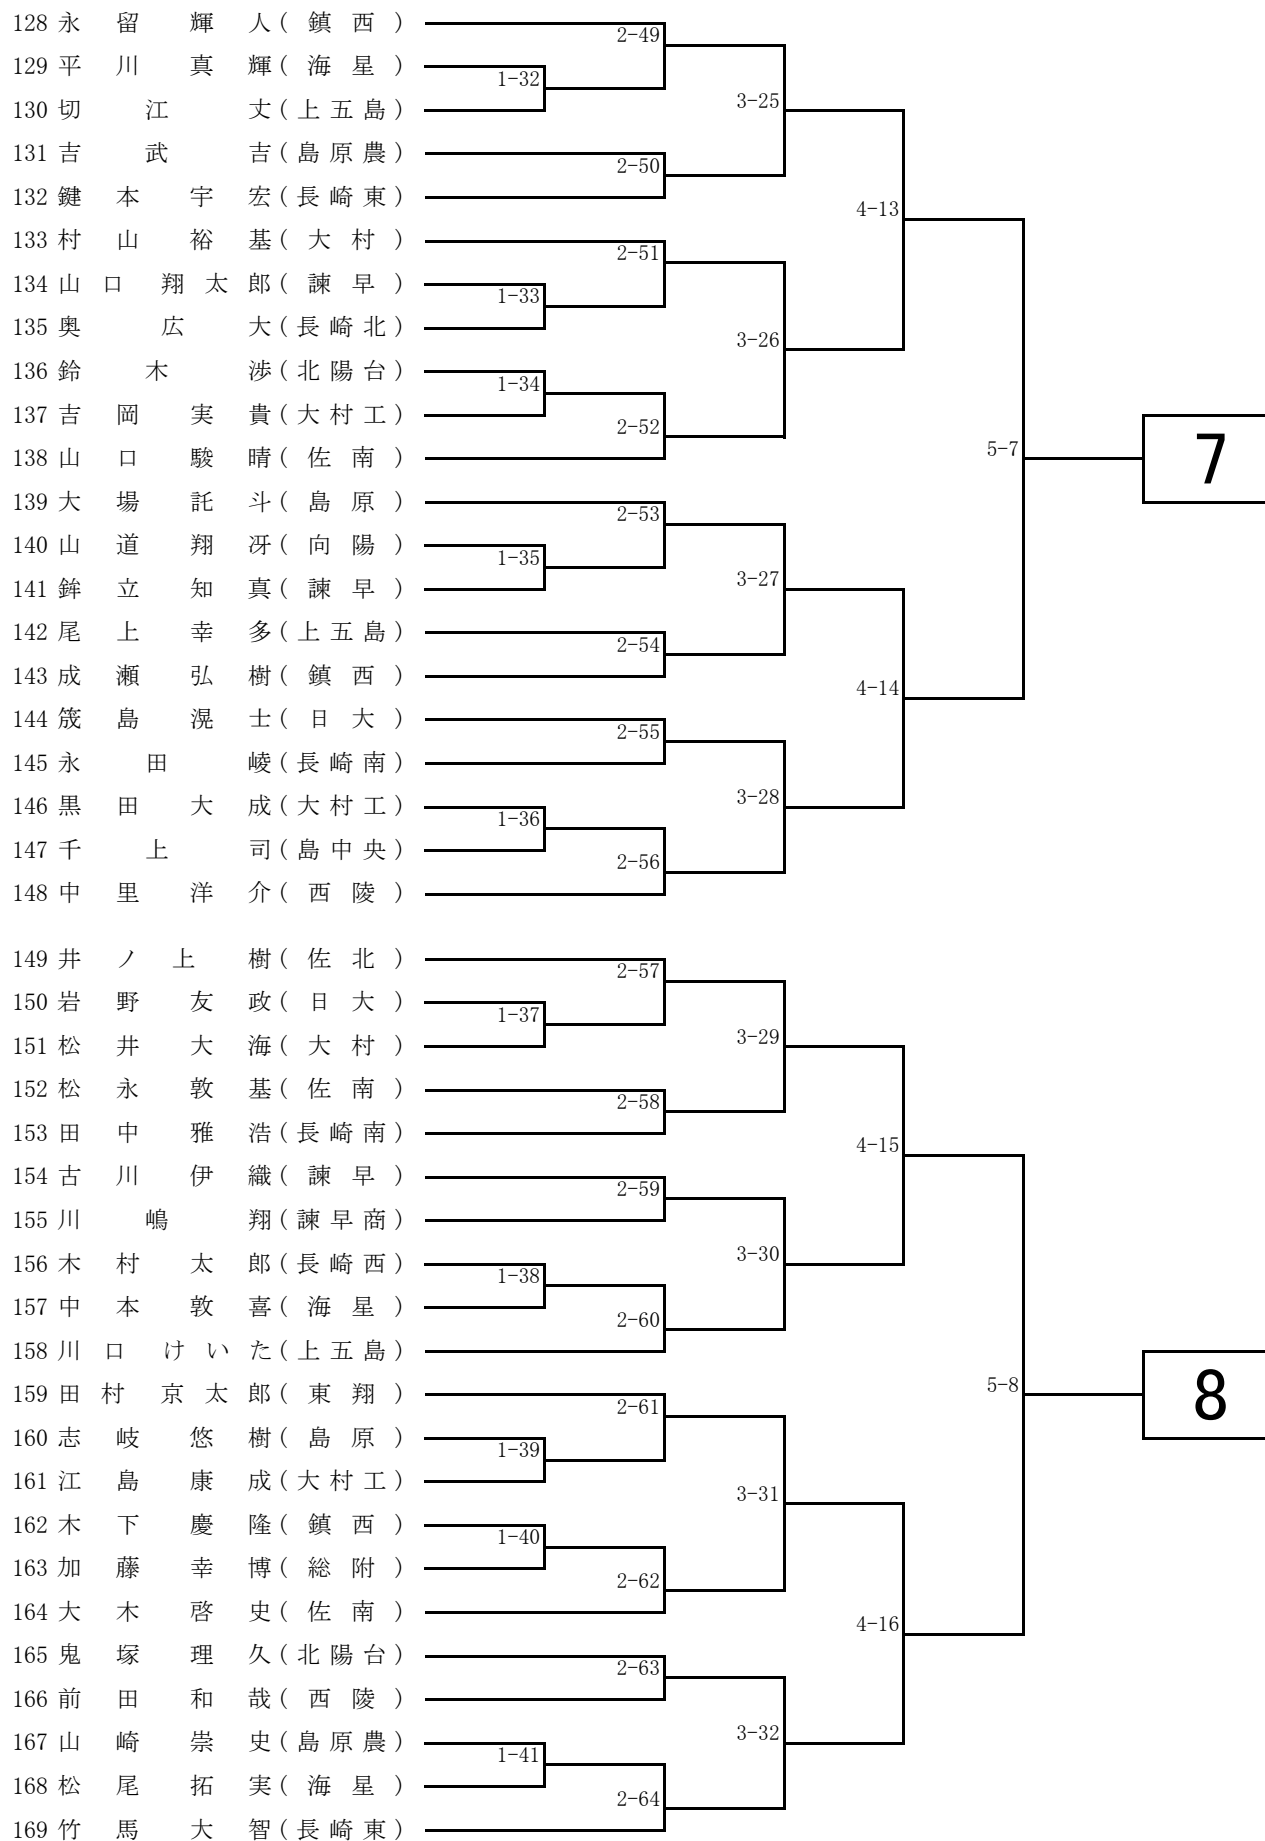 128 永留輝人(鎮西)
2-49
129 平川真輝(海星)
1-32
3-25
130 切江丈(上五島)
131 吉武吉(島原農)
2-50
132 鍵本宇宏(長崎東)
4-13
133 村山裕基(大村)
2-51
134 山口翔太郎(諫早)
1-33
135 奥広大(長崎北)
3-26
136 鈴木渉(北陽台)
1-34
137 吉岡実貴(大村工)
2-52
138 山口駿晴(佐南)
5-7
7
139 大場託斗(島原)
2-53
140 山道翔冴(向陽)
1-35
3-27
141 鉾立知真(諫早)
142 尾上幸多(上五島)
2-54
143 成瀬弘樹(鎮西)
4-14
144 筬島滉士(日大)
2-55
145 永田崚(長崎南)
3-28
146 黒田大成(大村工)
1-36
147 千上司(島中央)
2-56
148 中里洋介(西陵)
149 井ノ上樹(佐北)
2-57
150 岩野友政(日大)
1-37
3-29
151 松井大海(大村)
152 松永敦基(佐南)
2-58
153 田中雅浩(長崎南)
4-15
154 古川伊織(諫早)
2-59
155 川嶋翔(諫早商)
3-30
156 木村太郎(長崎西)
1-38
157 中本敦喜(海星)
2-60
158 川口けいた(上五島)
5-8
8
159 田村京太郎(東翔)
2-61
160 志岐悠樹(島原)
1-39
161 江島康成(大村工)
3-31
162 木下慶隆(鎮西)
1-40
163 加藤幸博(総附)
2-62
164 大木啓史(佐南)
4-16
165 鬼塚理久(北陽台)
2-63
166 前田和哉(西陵)
3-32
167 山崎崇史(島原農)
1-41
168 松尾拓実(海星)
2-64
169 竹馬大智(長崎東)